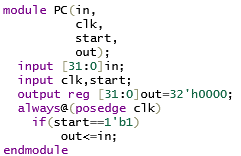 module PC(in,
clk,
start,
out);
input [31:0]in;
input clk,start;
output reg [31:0]out=32'h0000;
always@(posedge clk)
if(start==1'b1)
out<=in;
endmodule